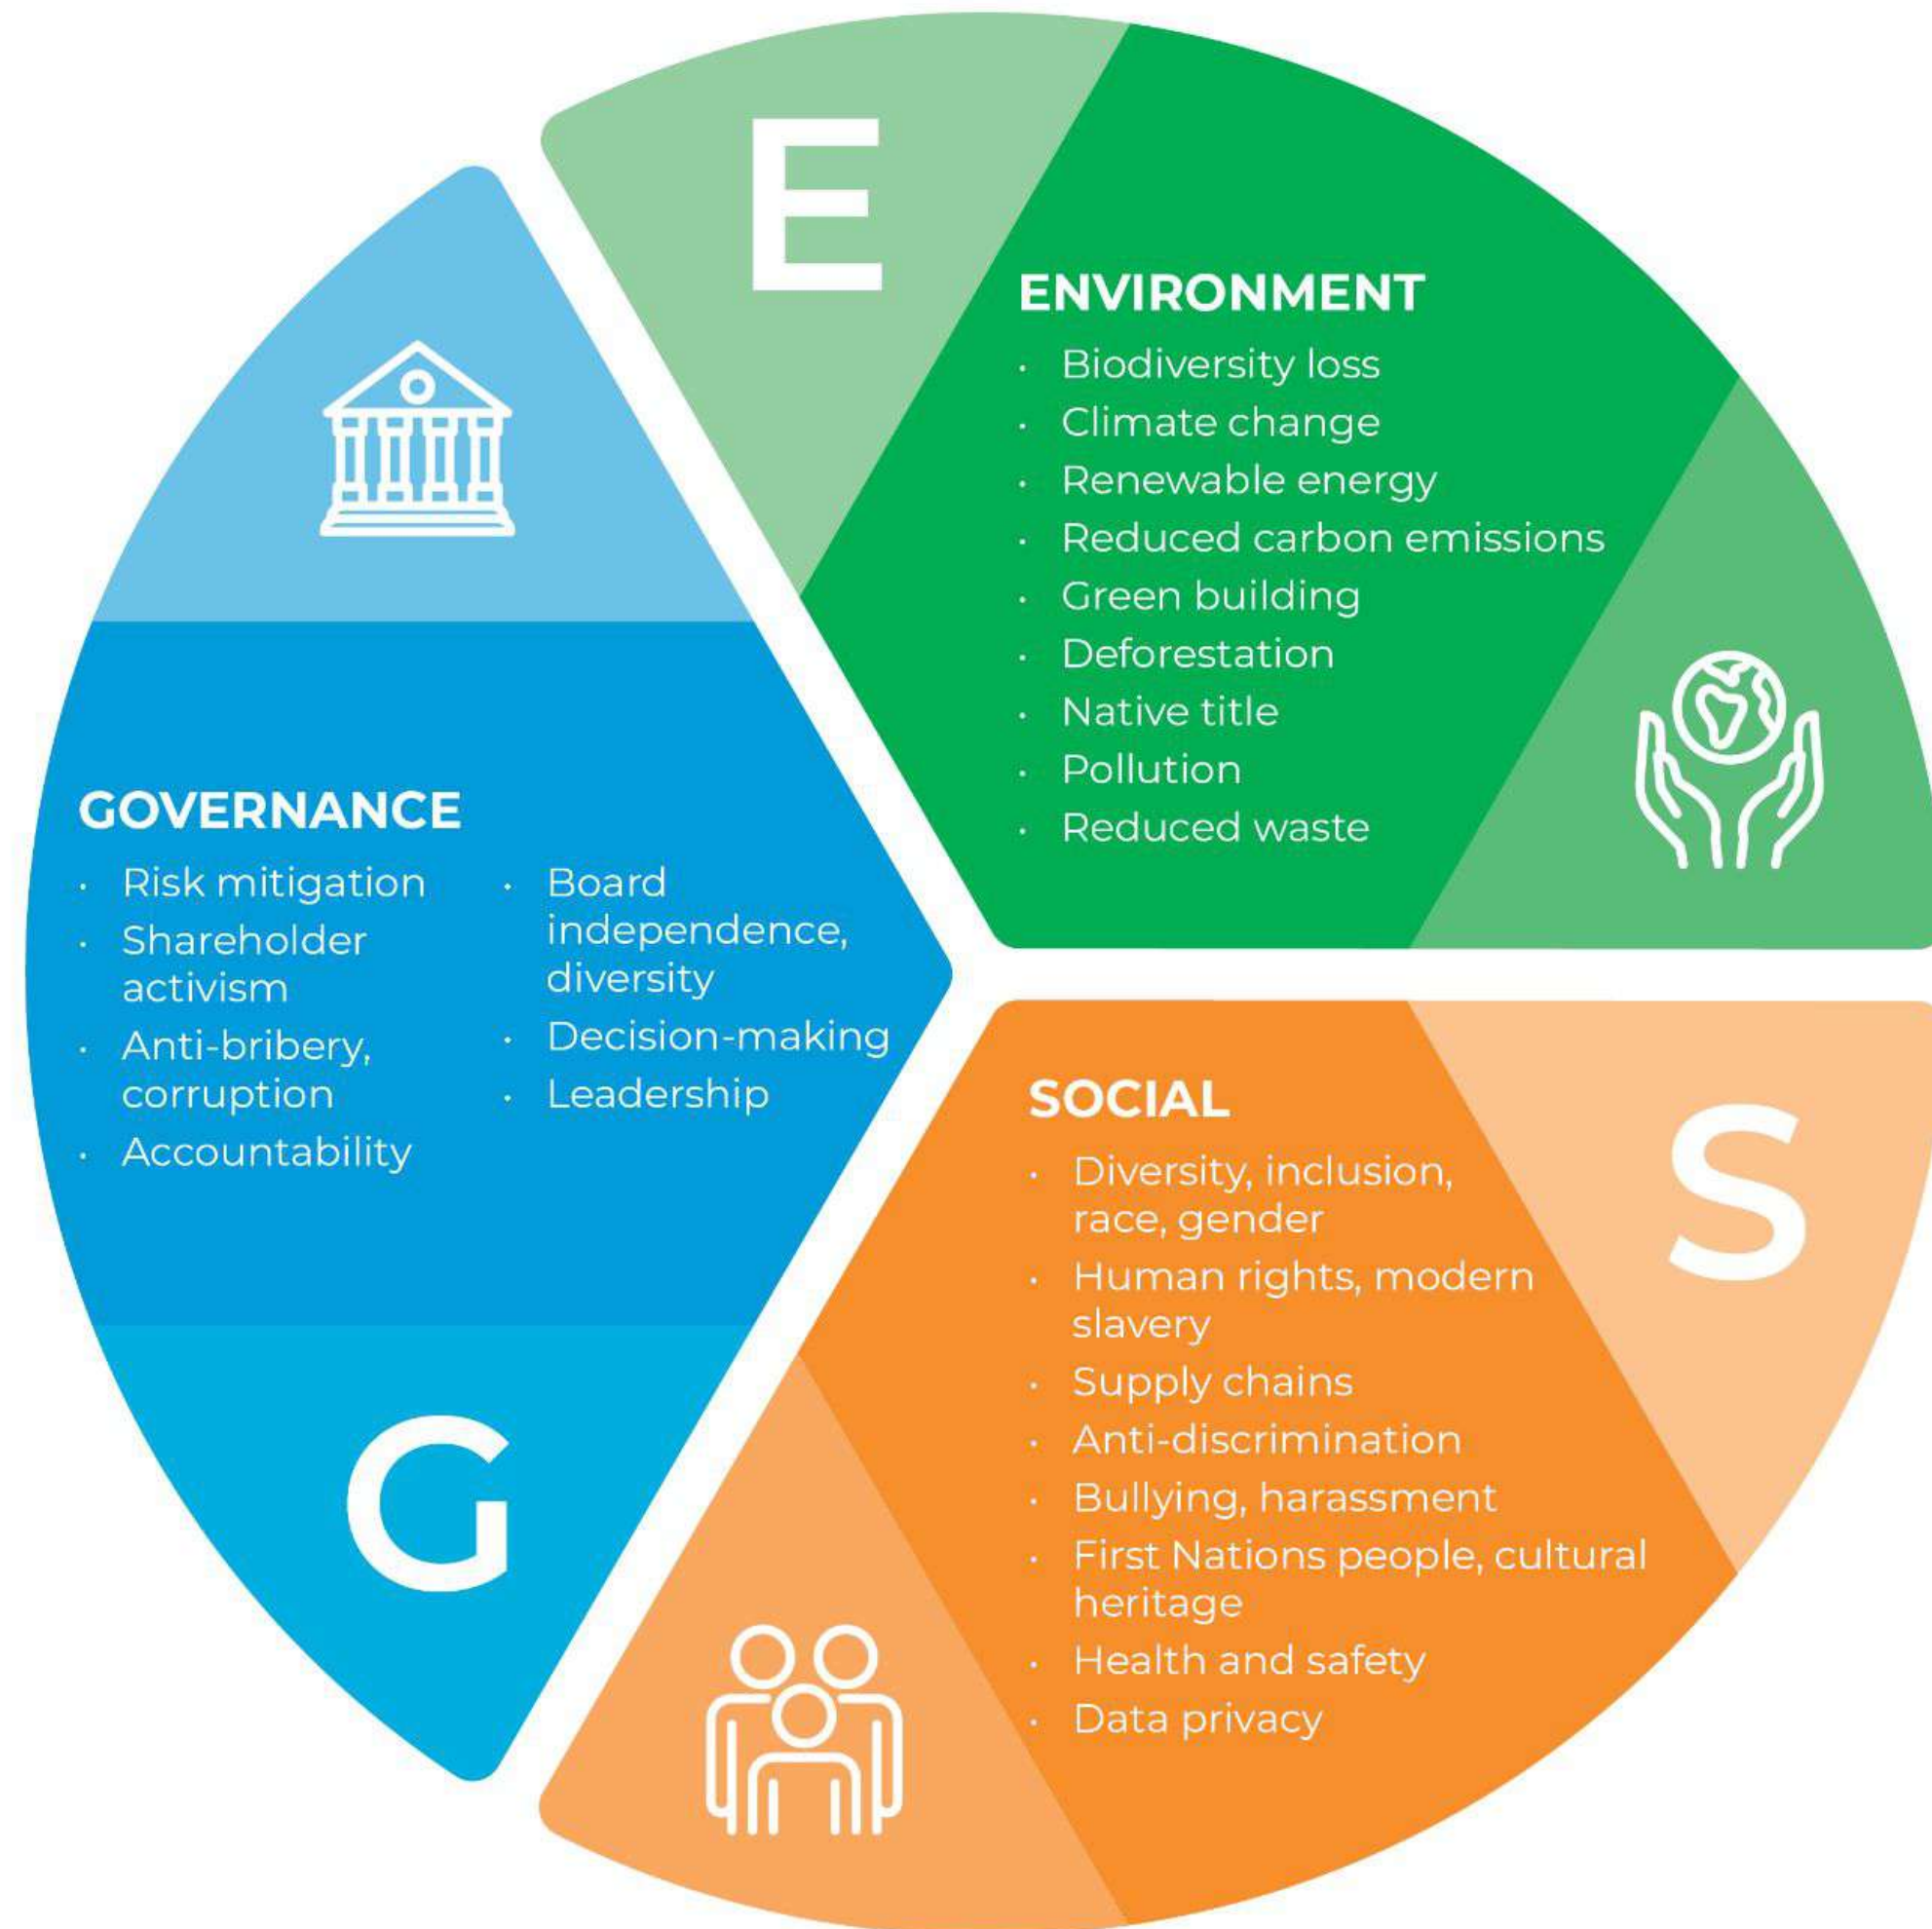 E
ENVIRONMENT
· Biodiversity loss
· Climate change
· Renewable energy
· Reduced carbon emissions
· Green building
· Deforestation
· Native title
· Pollution
· Reduced waste
S
SOCIAL
· Diversity, inclusion,
race, gender
· Human rights, modern
slavery
· Supply chains
· Anti-discrimination
· Bullying, harassment
· First Nations people, cultural
heritage
· Health and safety
· Data privacy
GOVERNANCE
· Risk mitigation
· Shareholder
activism
· Anti-bribery,
corruption
· Accountability
· Board
independence,
diversity
· Decision-making
· Leadership
G